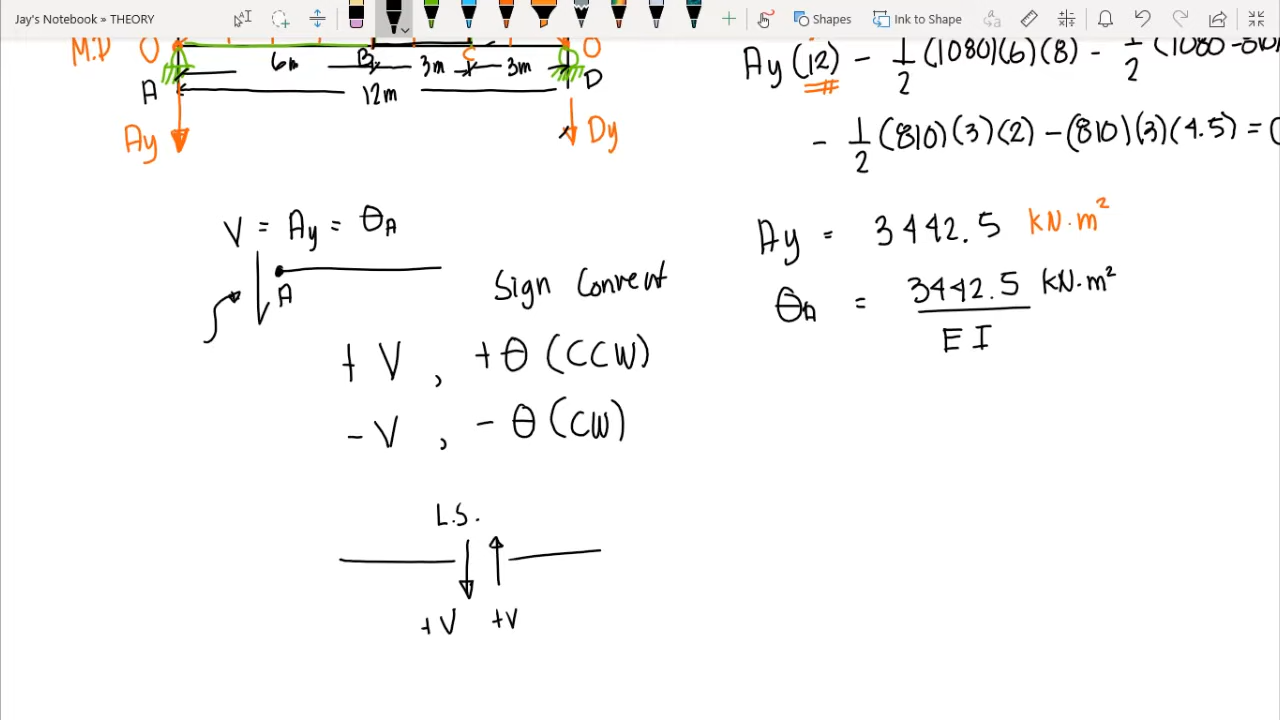 Jay's Notebook » THEORY
Shapes
Ink to Shape
M.D O O
6m B 3m C 3m
A 12m D
Ay Dy
Ay (12) - 1/2 (1080)(6)(8) - 1/2 (1080-810)
- 1/2 (810)(3)(2) - (810)(3)(4.5) = 0
V = Ay = θA
A
Ay = 3442.5 kN·m²
θA = 3442.5 kN·m² / EI
Sign Convent
+ V , + θ (CCW)
- V , - θ (CW)
L.S.
+V +V